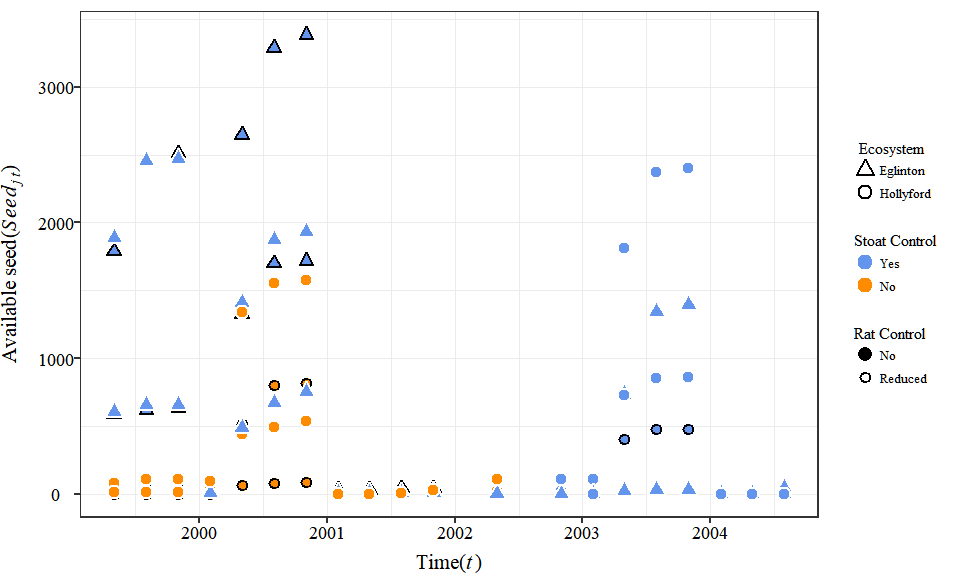 3000
2000
1000
0
Available seed(Seed_jt)
2000
2001
2002
2003
2004
Time(t)
Ecosystem
Eglinton
Hollyford
Stoat Control
Yes
No
Rat Control
No
Reduced